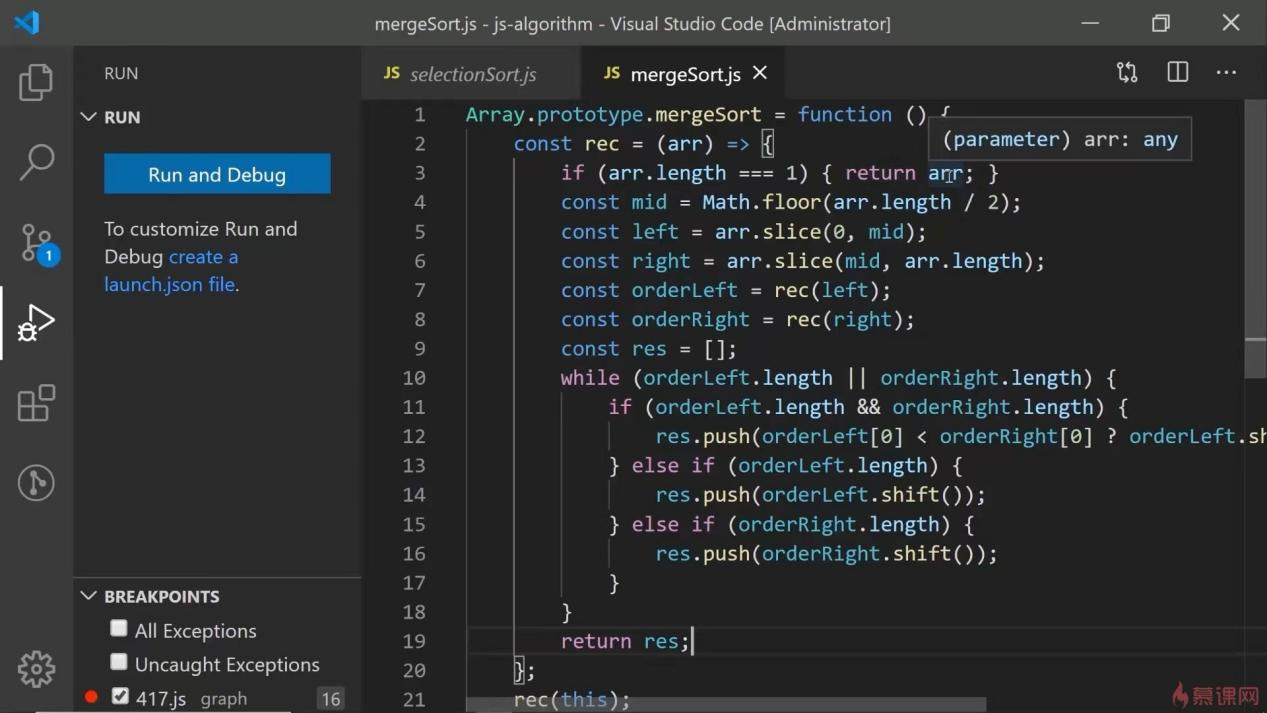 mergeSort.js - js-algorithm - Visual Studio Code [Administrator]
RUN
JS selectionSort.js
JS mergeSort.js
RUN
Run and Debug
To customize Run and
Debug create a
launch.json file.
1
1 Array.prototype.mergeSort = function () {
2 const rec = (arr) => {
(parameter) arr: any
3 if (arr.length === 1) { return arr; }
4 const mid = Math.floor(arr.length / 2);
5 const left = arr.slice(0, mid);
6 const right = arr.slice(mid, arr.length);
7 const orderLeft = rec(left);
8 const orderRight = rec(right);
9 const res = [];
10 while (orderLeft.length || orderRight.length) {
11 if (orderLeft.length && orderRight.length) {
12 res.push(orderLeft[0] < orderRight[0] ? orderLeft.sh
13 } else if (orderLeft.length) {
14 res.push(orderLeft.shift());
15 } else if (orderRight.length) {
16 res.push(orderRight.shift());
17 }
18 }
19 return res;
20 };
21 rec(this);
BREAKPOINTS
All Exceptions
Uncaught Exceptions
417.js graph 16
慕课网